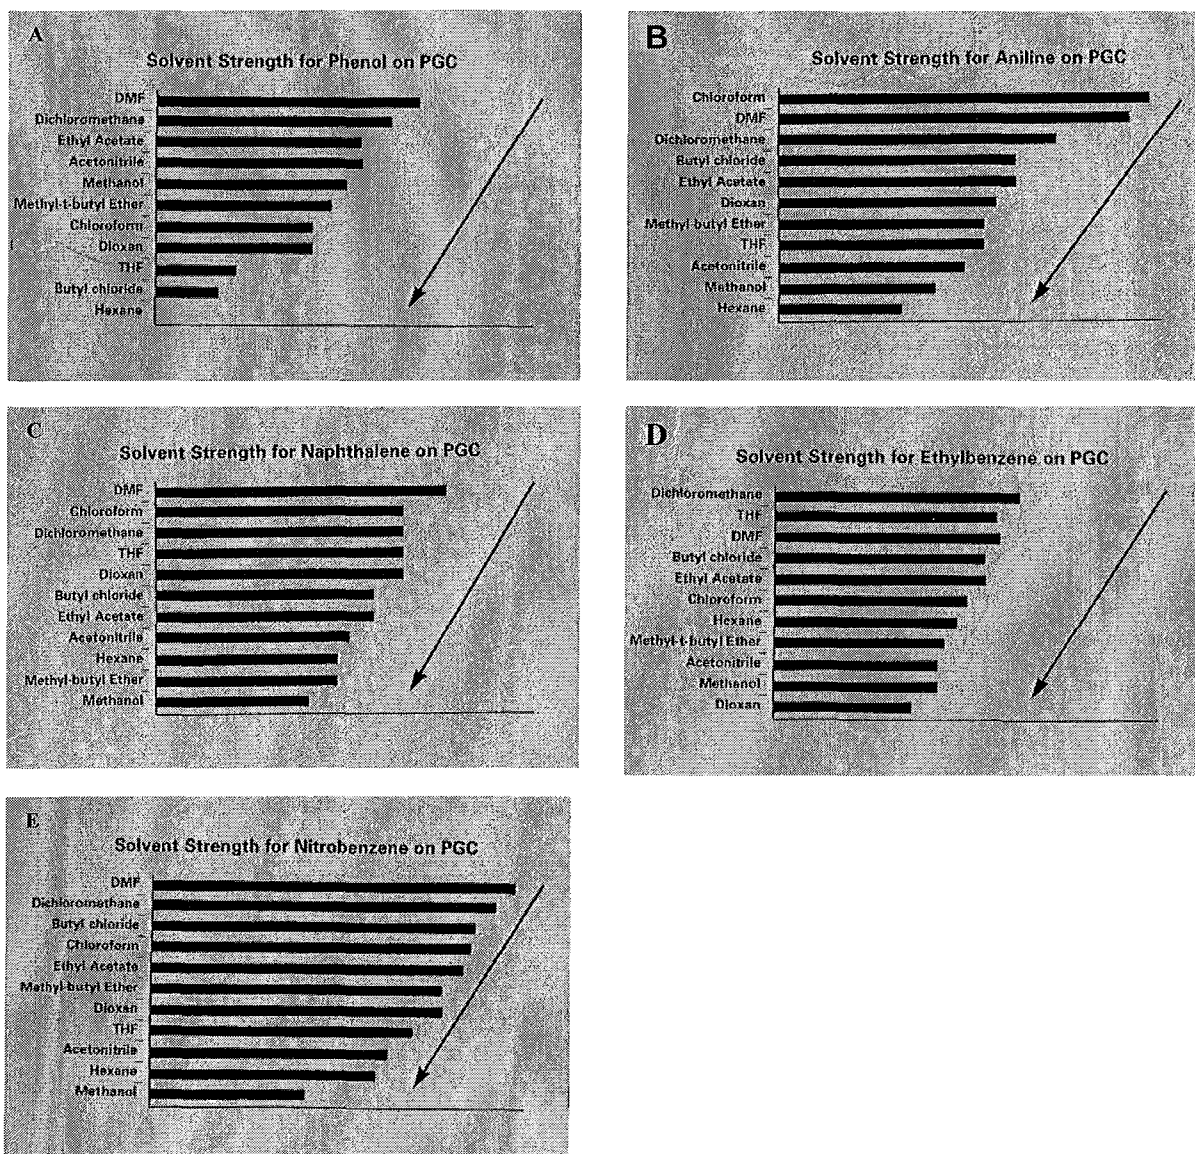 A
Solvent Strength for Phenol on PGC
DMF
Dichloromethane
Ethyl Acetate
Acetonitrile
Methanol
Methyl-t-butyl Ether
Chloroform
Dioxan
THF
Butyl chloride
Hexane
B
Solvent Strength for Aniline on PGC
Chloroform
DMF
Dichloromethane
Butyl chloride
Ethyl Acetate
Dioxan
Methyl-butyl Ether
THF
Acetonitrile
Methanol
Hexane
C
Solvent Strength for Naphthalene on PGC
DMF
Chloroform
Dichloromethane
THF
Dioxan
Butyl chloride
Ethyl Acetate
Acetonitrile
Hexane
Methyl-butyl Ether
Methanol
D
Solvent Strength for Ethylbenzene on PGC
Dichloromethane
THF
DMF
Butyl chloride
Ethyl Acetate
Chloroform
Hexane
Methyl-t-butyl Ether
Acetonitrile
Methanol
Dioxan
E
Solvent Strength for Nitrobenzene on PGC
DMF
Dichloromethane
Butyl chloride
Chloroform
Ethyl Acetate
Methyl-butyl Ether
Dioxan
THF
Acetonitrile
Hexane
Methanol